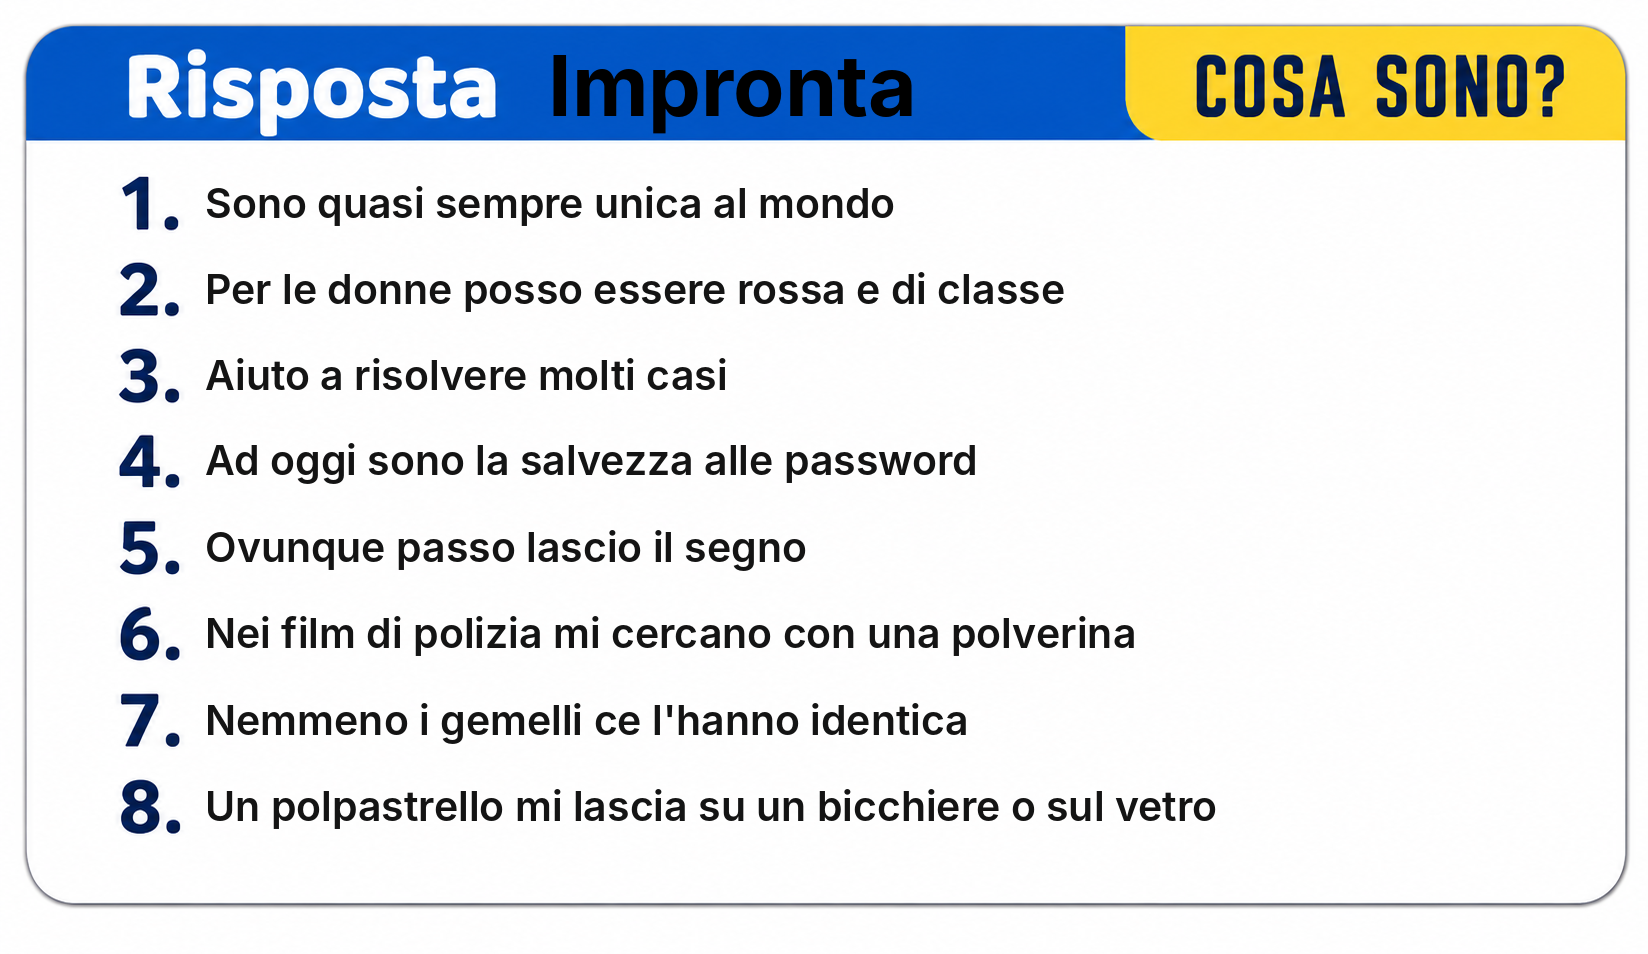 Risposta Impronta COSA SONO?
1. Sono quasi sempre unica al mondo
2. Per le donne posso essere rossa e di classe
3. Aiuto a risolvere molti casi
4. Ad oggi sono la salvezza alle password
5. Ovunque passo lascio il segno
6. Nei film di polizia mi cercano con una polverina
7. Nemmeno i gemelli ce l'hanno identica
8. Un polpastrello mi lascia su un bicchiere o sul vetro